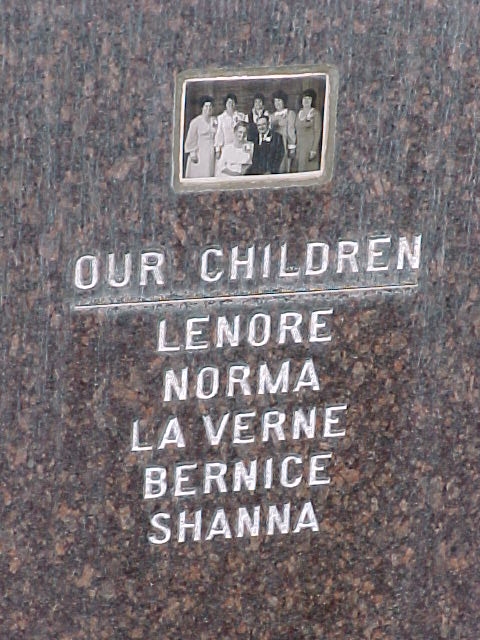 OUR CHILDREN
LENORE
NORMA
LA VERNE
BERNICE
SHANNA